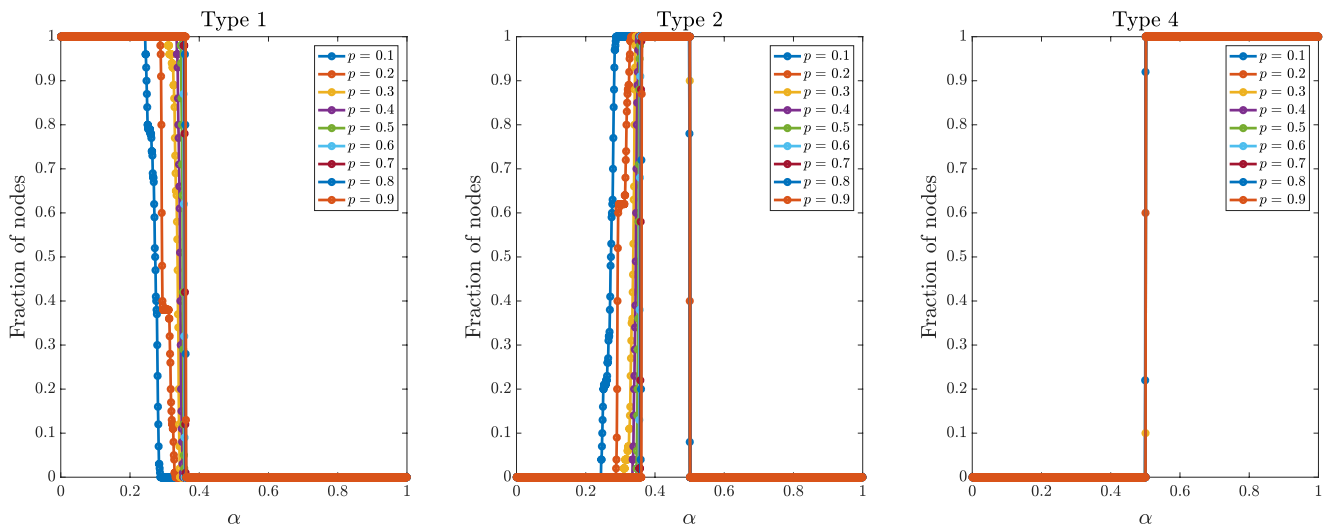 Type 1
1
0.9
0.8
0.7
0.6
0.5
0.4
0.3
0.2
0.1
0
Fraction of nodes
0 0.2 0.4 0.6 0.8 1
α
p = 0.1
p = 0.2
p = 0.3
p = 0.4
p = 0.5
p = 0.6
p = 0.7
p = 0.8
p = 0.9
Type 2
1
0.9
0.8
0.7
0.6
0.5
0.4
0.3
0.2
0.1
0
Fraction of nodes
0 0.2 0.4 0.6 0.8 1
α
p = 0.1
p = 0.2
p = 0.3
p = 0.4
p = 0.5
p = 0.6
p = 0.7
p = 0.8
p = 0.9
Type 4
1
0.9
0.8
0.7
0.6
0.5
0.4
0.3
0.2
0.1
0
Fraction of nodes
0 0.2 0.4 0.6 0.8 1
α
p = 0.1
p = 0.2
p = 0.3
p = 0.4
p = 0.5
p = 0.6
p = 0.7
p = 0.8
p = 0.9